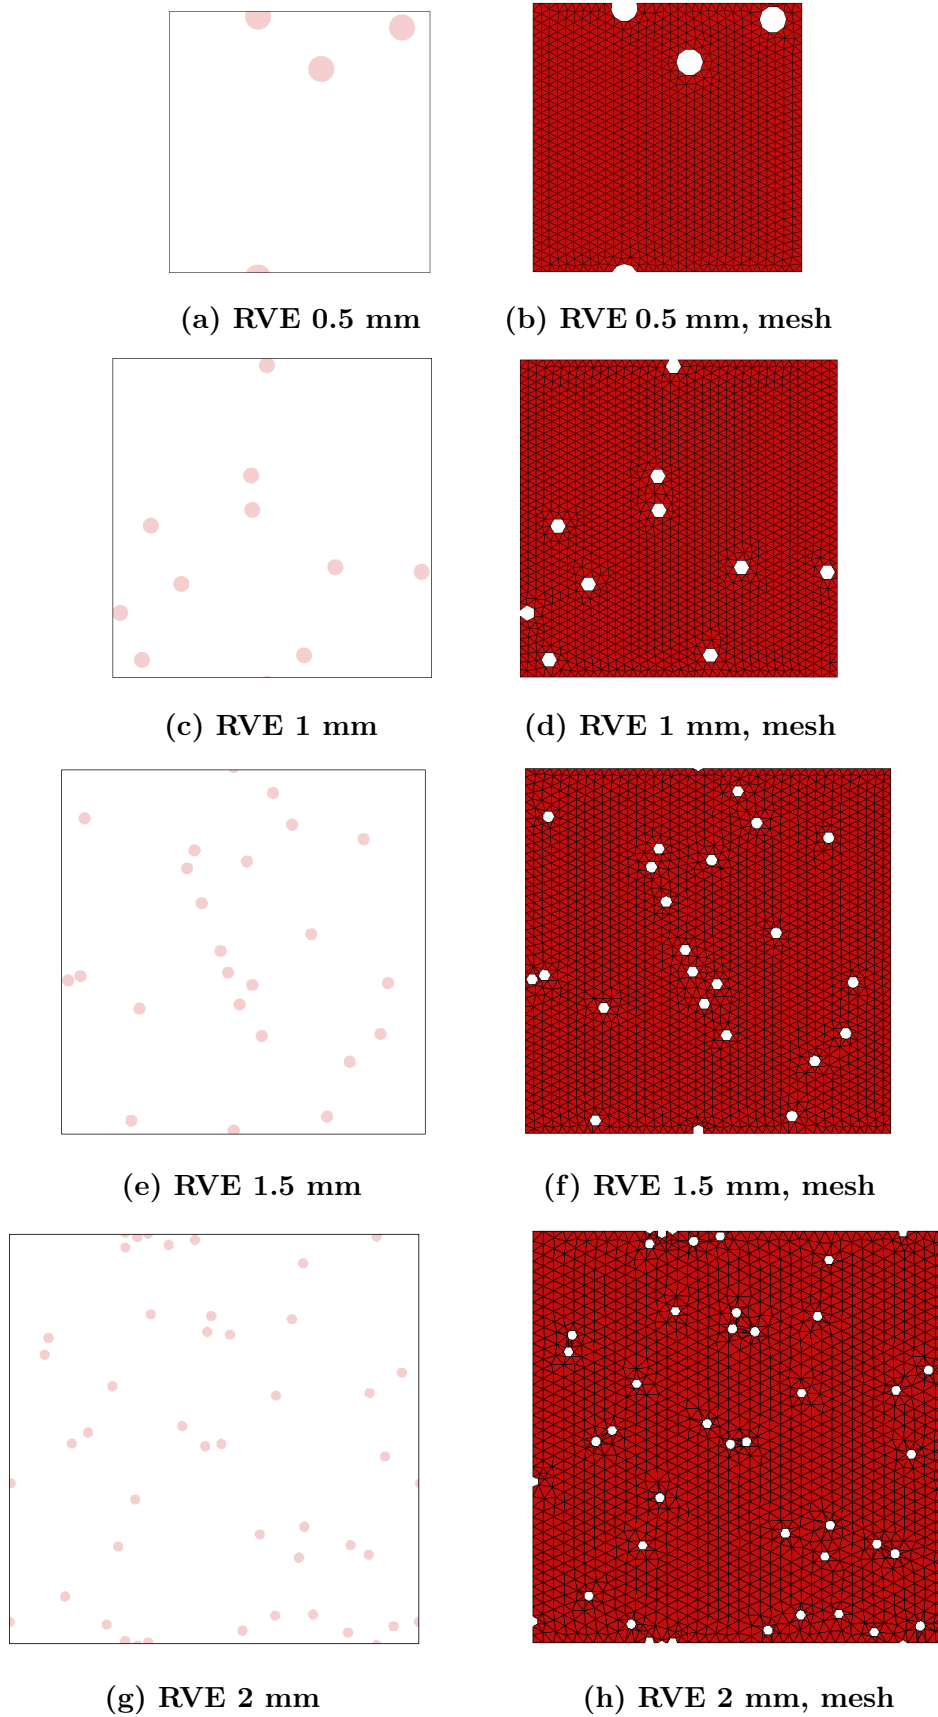 (a) RVE 0.5 mm
(b) RVE 0.5 mm, mesh
(c) RVE 1 mm
(d) RVE 1 mm, mesh
(e) RVE 1.5 mm
(f) RVE 1.5 mm, mesh
(g) RVE 2 mm
(h) RVE 2 mm, mesh